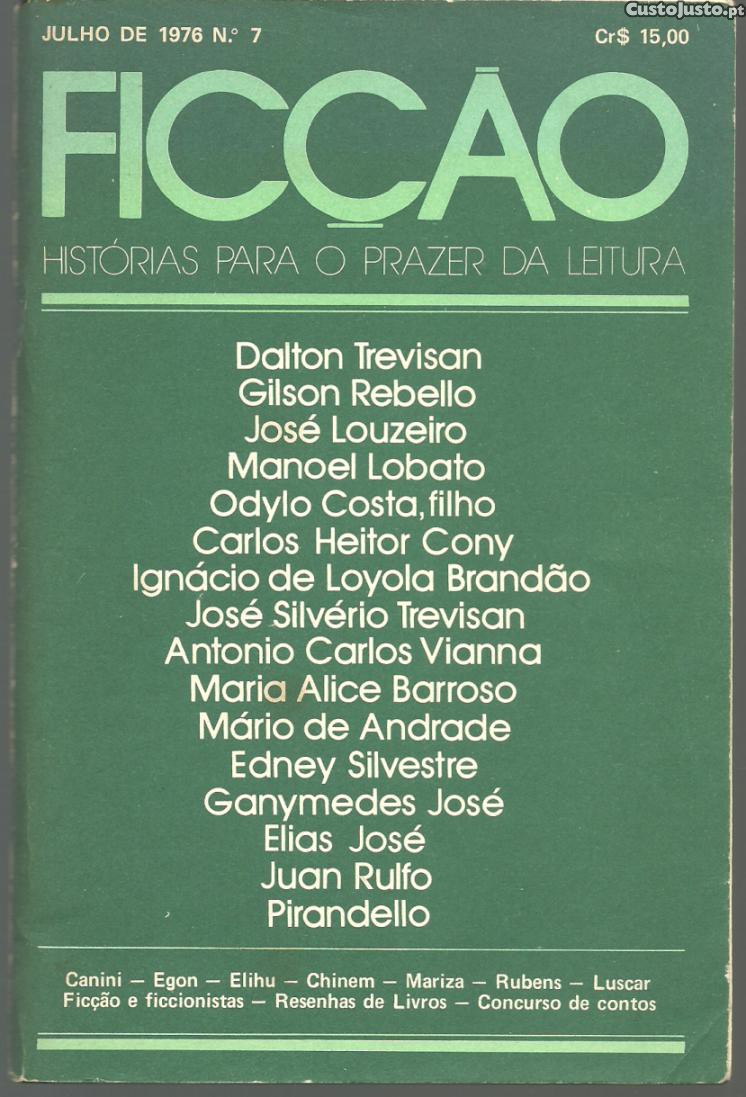 CustoJusto.pt
JULHO DE 1976 N.° 7 Cr$ 15,00
FICÇÃO
HISTÓRIAS PARA O PRAZER DA LEITURA
Dalton Trevisan
Gilson Rebello
José Louzeiro
Manoel Lobato
Odylo Costa, filho
Carlos Heitor Cony
Ignácio de Loyola Brandão
José Silvério Trevisan
Antonio Carlos Vianna
Maria Alice Barroso
Mário de Andrade
Edney Silvestre
Ganymedes José
Elias José
Juan Rulfo
Pirandello
Canini — Egon — Elihu — Chinem — Mariza — Rubens — Luscar
Ficção e ficcionistas — Resenhas de Livros — Concurso de contos